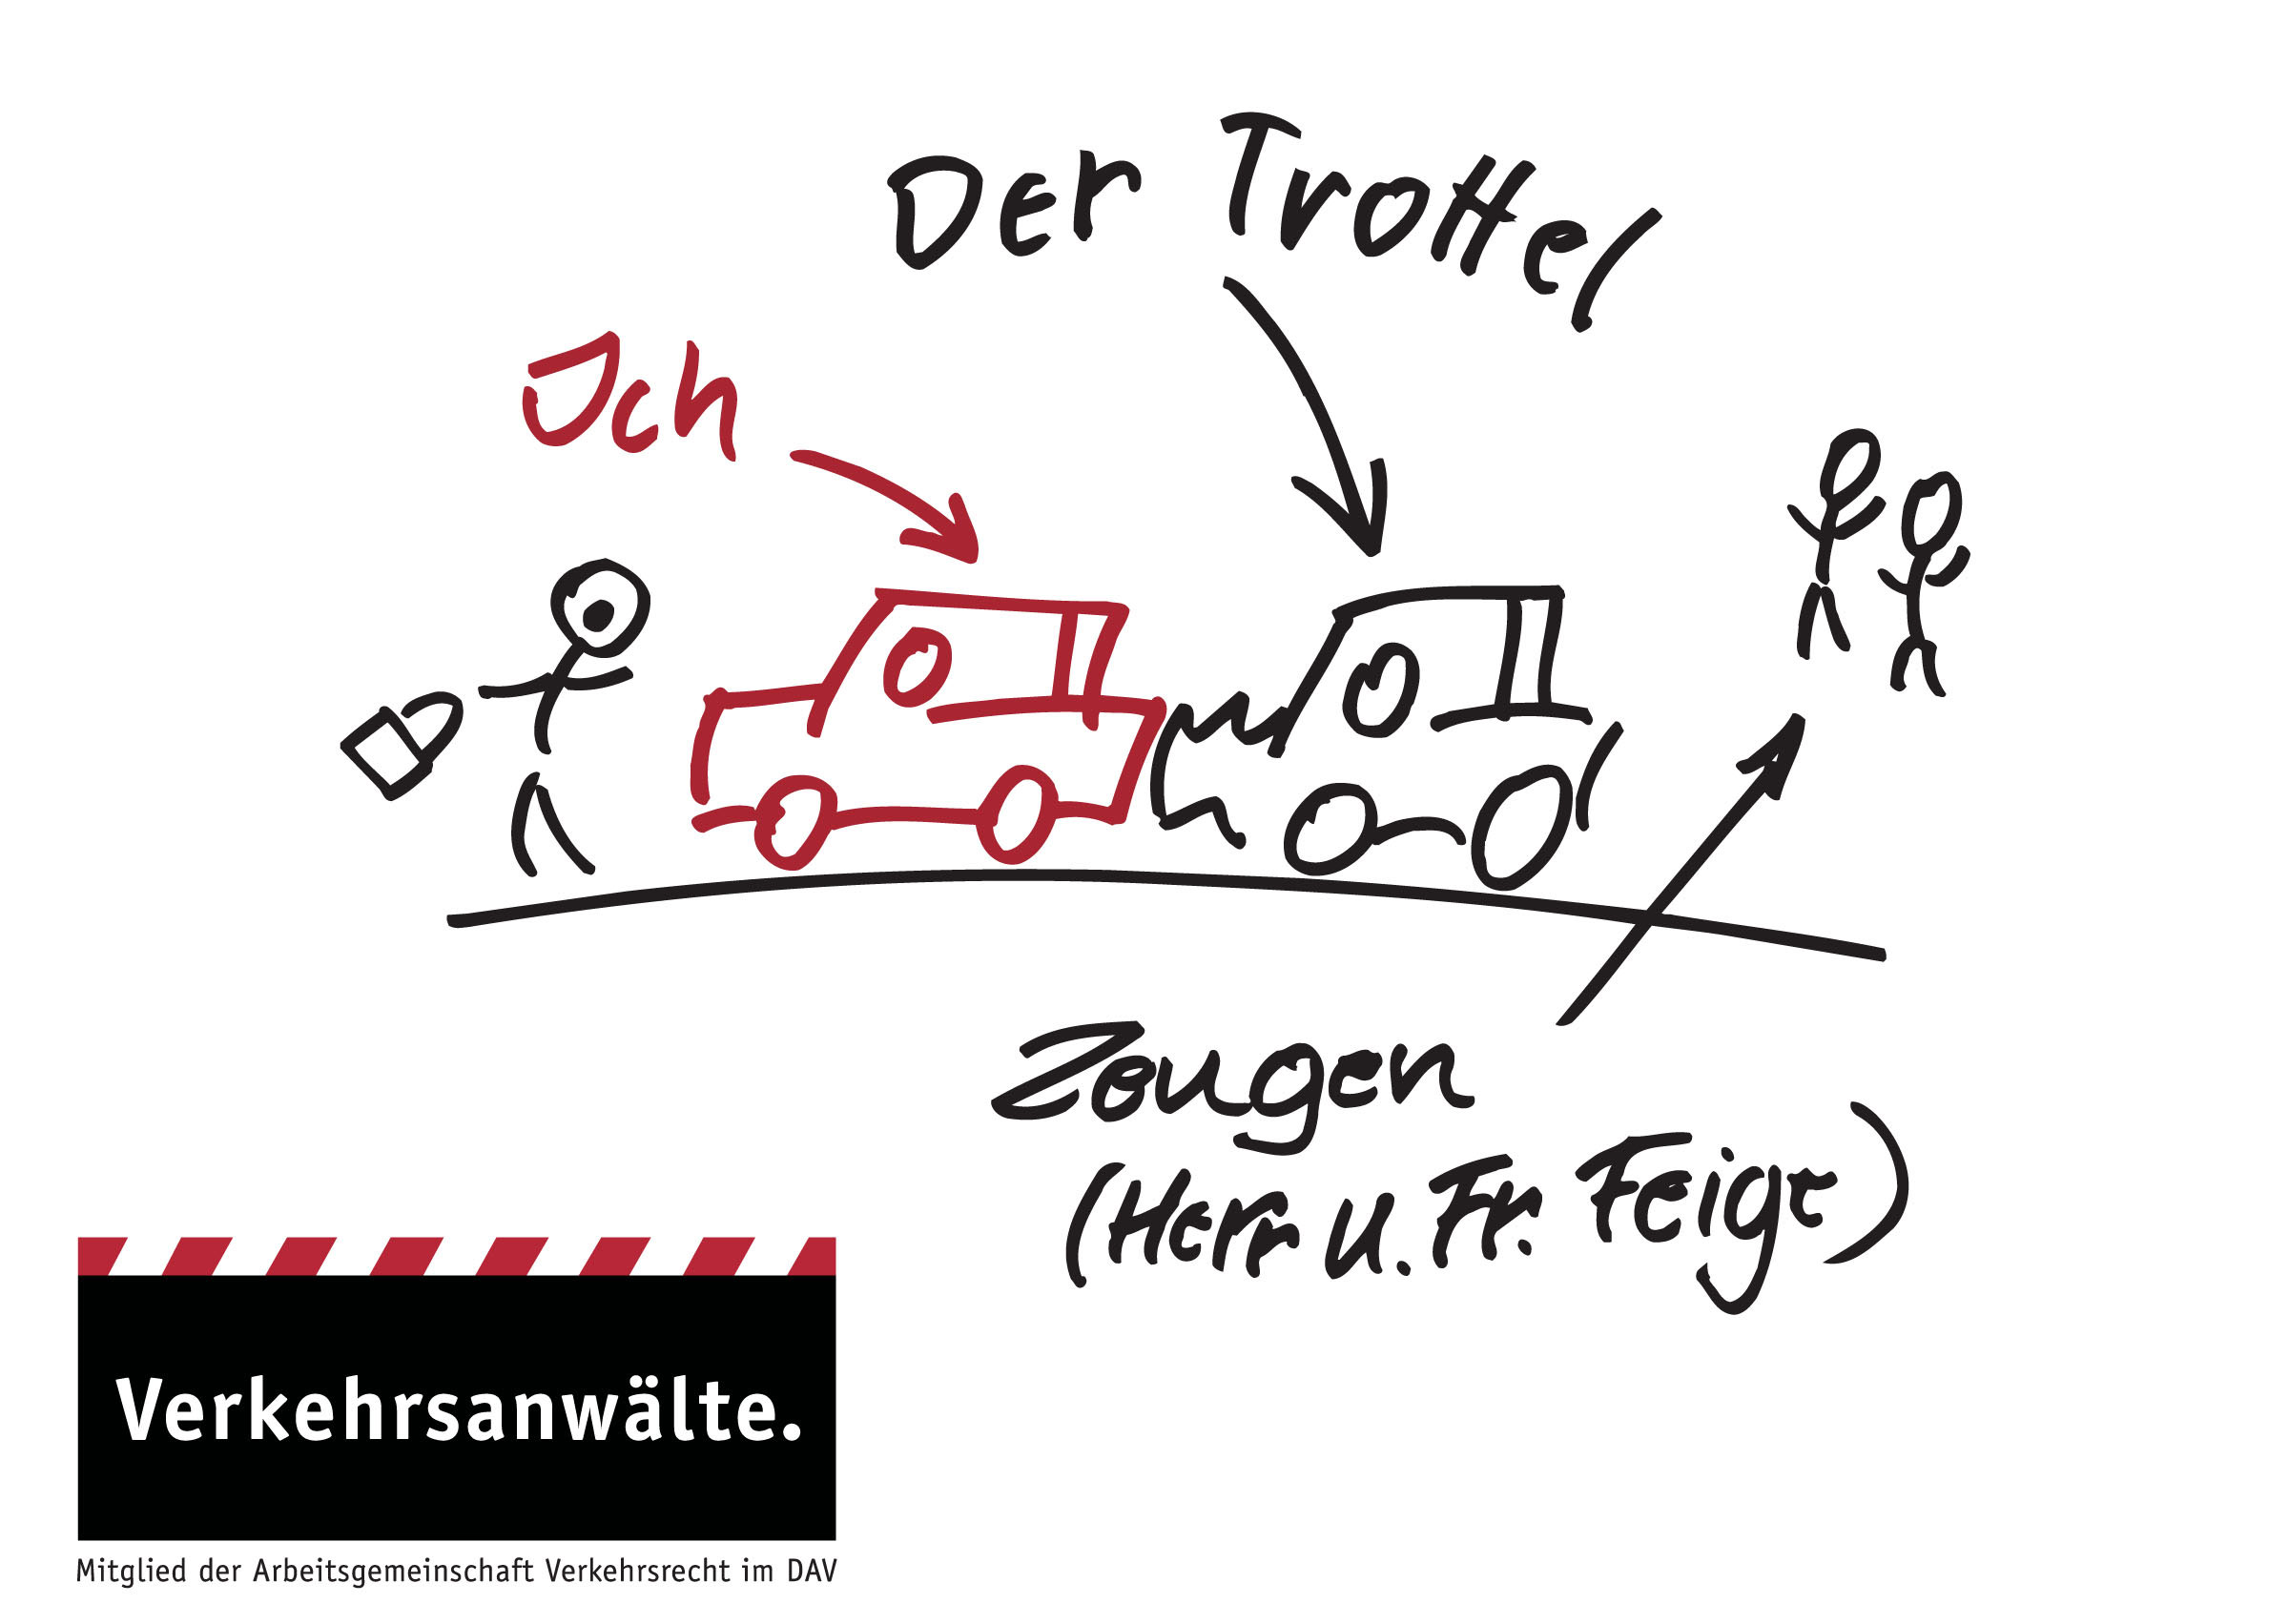 Der Trottel
Ich
Zeugen
(Herr u. Fr. Feige)
Verkehrsanwälte.
Mitglied der Arbeitsgemeinschaft Verkehrsrecht im DAV